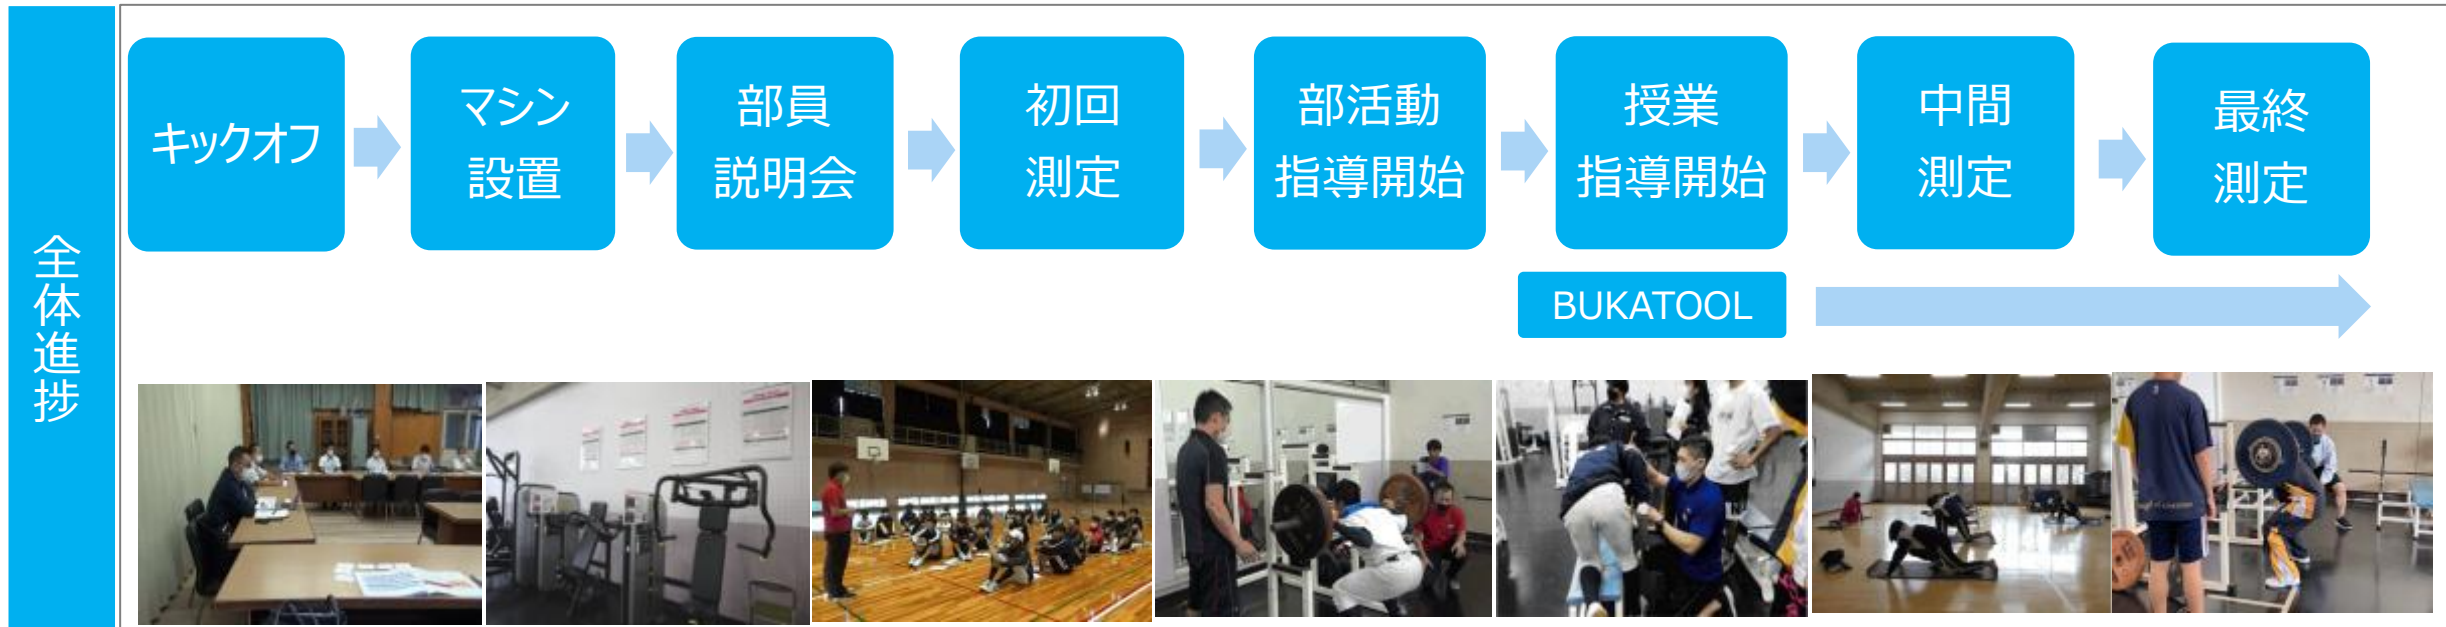 全体進捗
キックオフ
マシン
設置
部員
説明会
初回
測定
部活動
指導開始
授業
指導開始
中間
測定
最終
測定
BUKATOOL